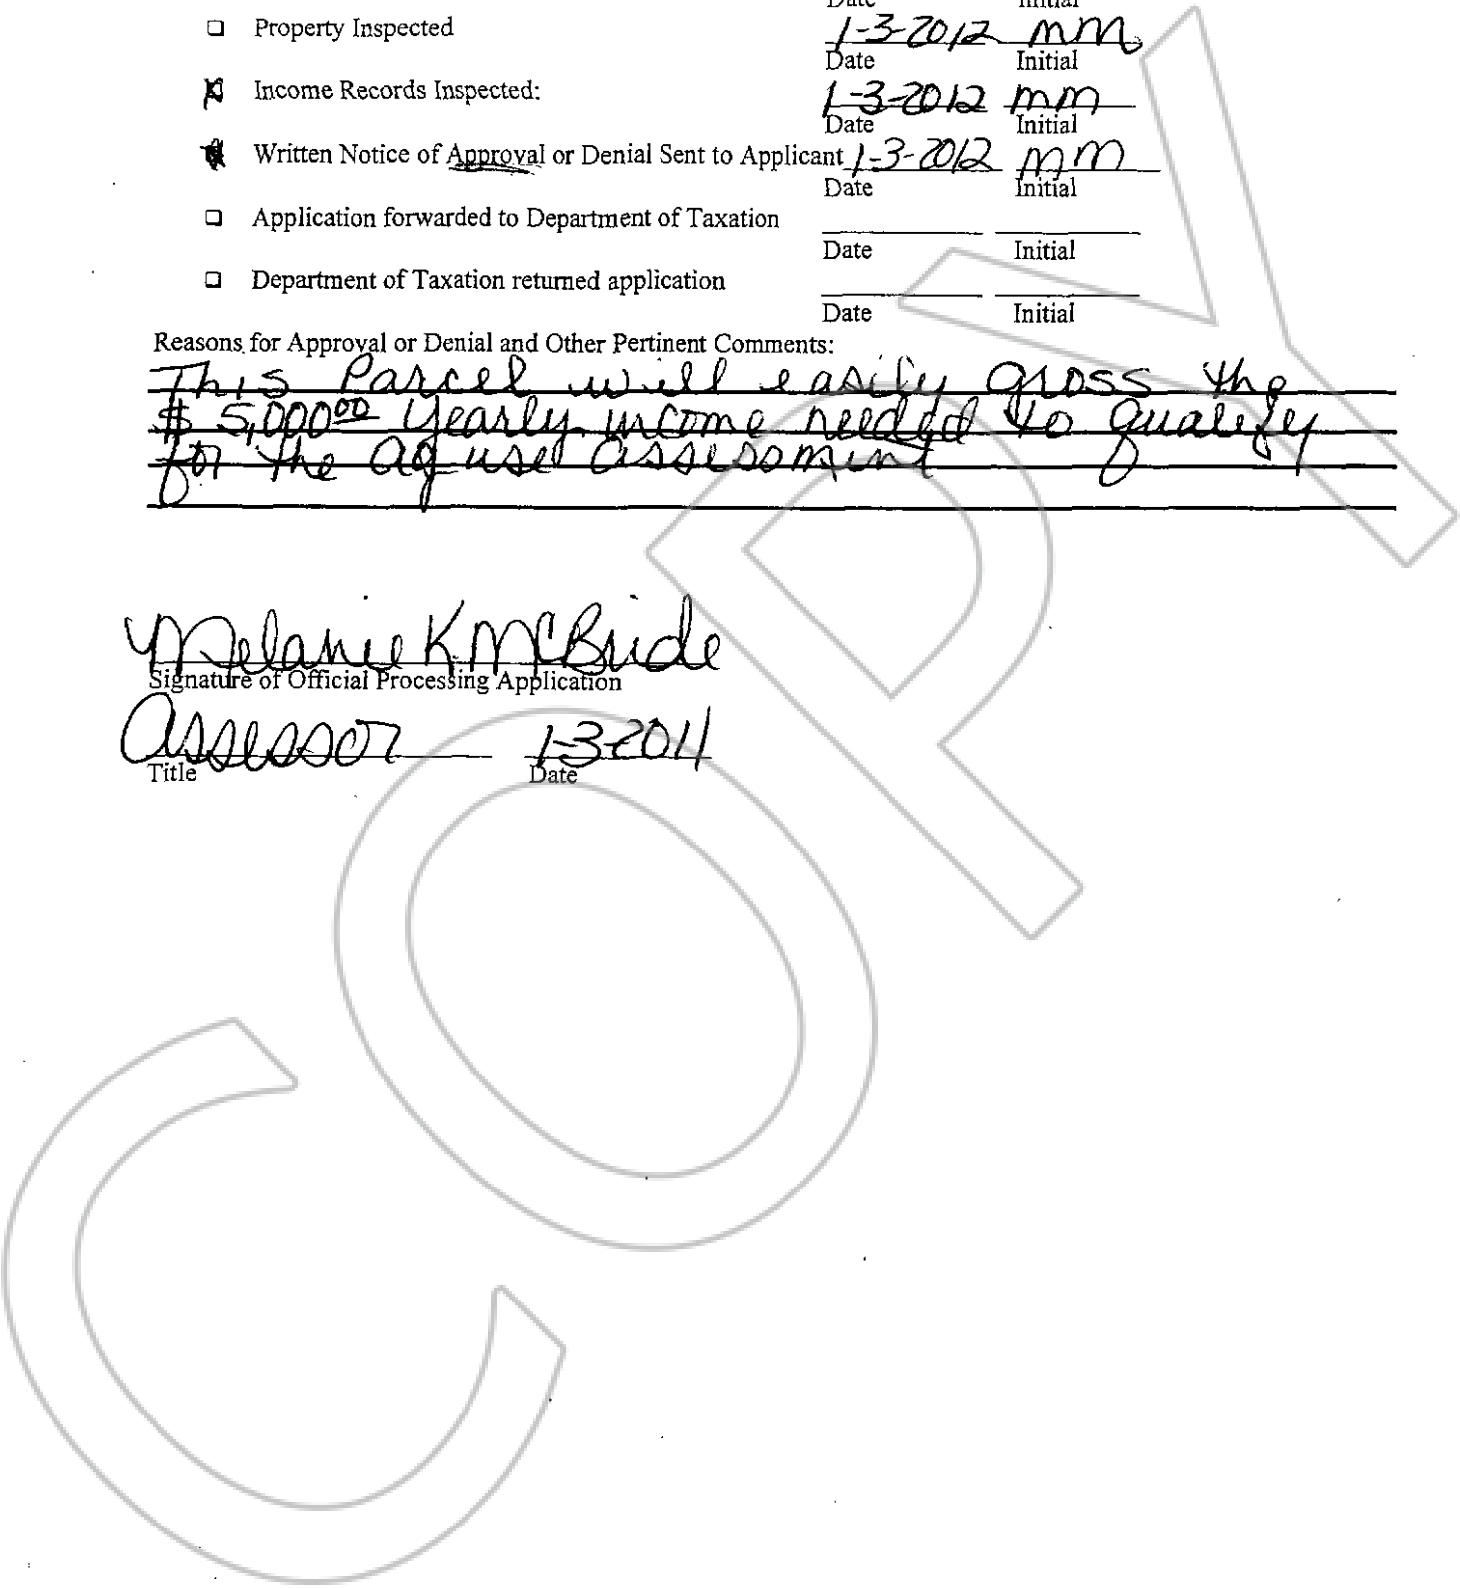 Date Initial
☐ Property Inspected 1-3-2012 mm
Date Initial
☒ Income Records Inspected: 1-3-2012 mm
Date Initial
☒ Written Notice of Approval or Denial Sent to Applicant 1-3-2012 mm
Date Initial
☐ Application forwarded to Department of Taxation
Date Initial
☐ Department of Taxation returned application
Date Initial
Reasons for Approval or Denial and Other Pertinent Comments:
This Parcel will easily gross the
$ 5,000 00 yearly income needed to qualify
for the ag use assessment
Melanie K McBride
Signature of Official Processing Application
Assessor 1-3-2011
Title Date
COPY